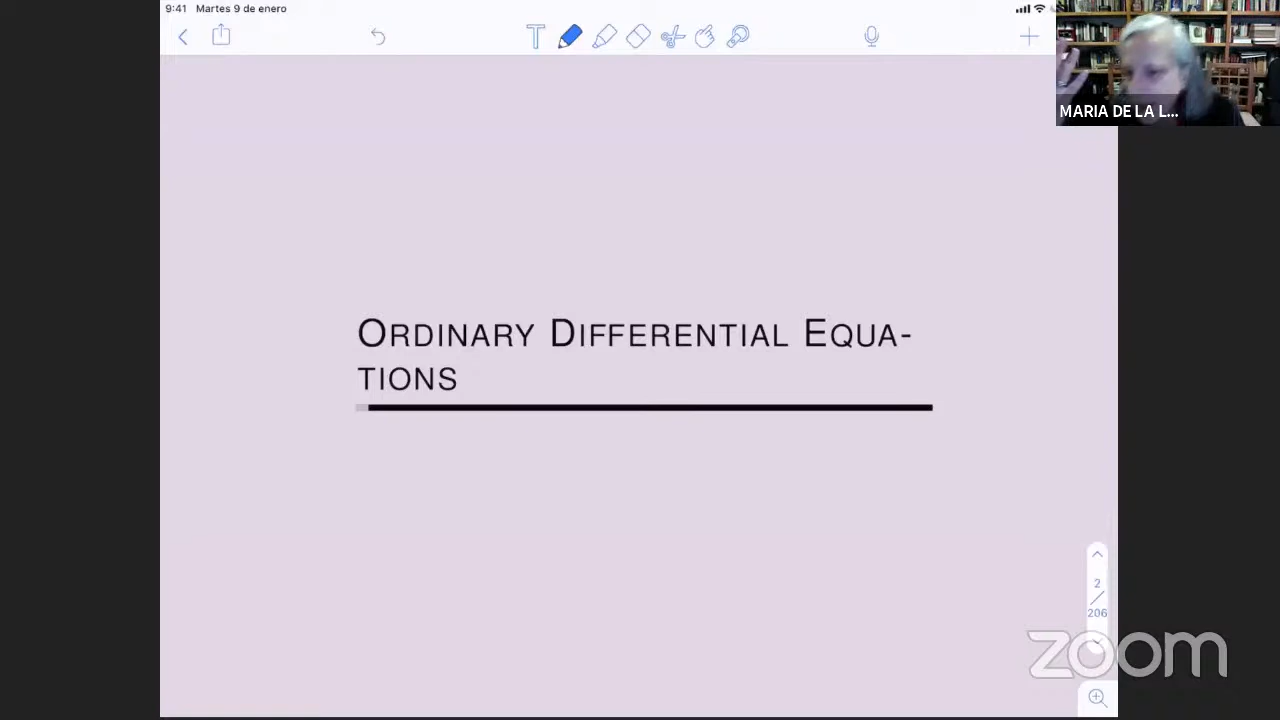 9:41 Martes 9 de enero
MARIA DE LA L...
ORDINARY DIFFERENTIAL EQUA-
TIONS
2
206
zoom